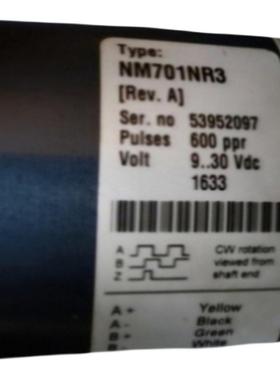 Type:
NM701NR3
[Rev. A]
Ser. no 53952097
Pulses 600 ppr
Volt 9..30 Vdc
1633
A CW rotation
B viewed from
Z shaft end
A + Yellow
A - Black
B + Green
B - White